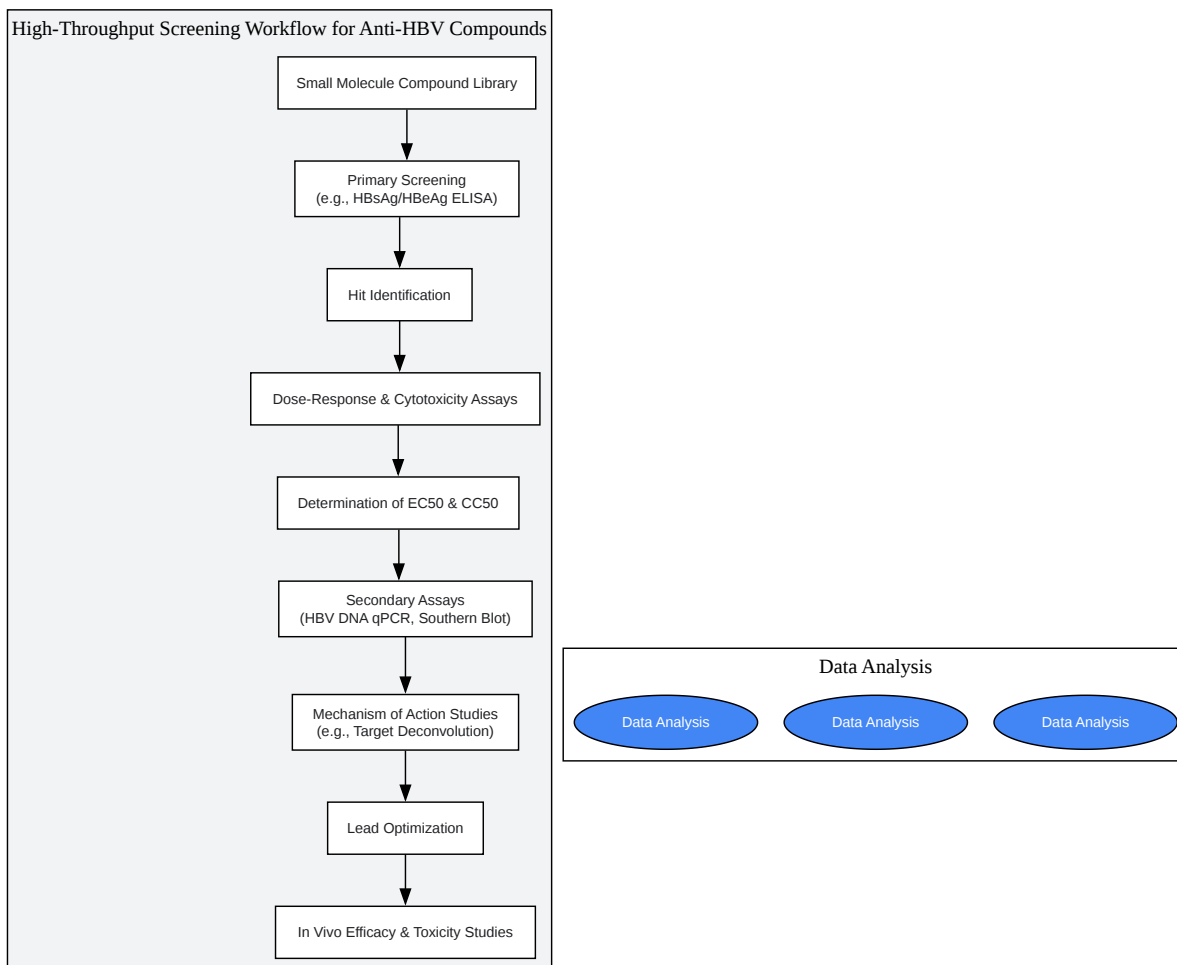 High-Throughput Screening Workflow for Anti-HBV Compounds
Small Molecule Compound Library
Primary Screening
(e.g., HBsAg/HBeAg ELISA)
Hit Identification
Dose-Response & Cytotoxicity Assays
Determination of EC50 & CC50
Secondary Assays
(HBV DNA qPCR, Southern Blot)
Mechanism of Action Studies
(e.g., Target Deconvolution)
Lead Optimization
In Vivo Efficacy & Toxicity Studies
Data Analysis
Data Analysis
Data Analysis
Data Analysis